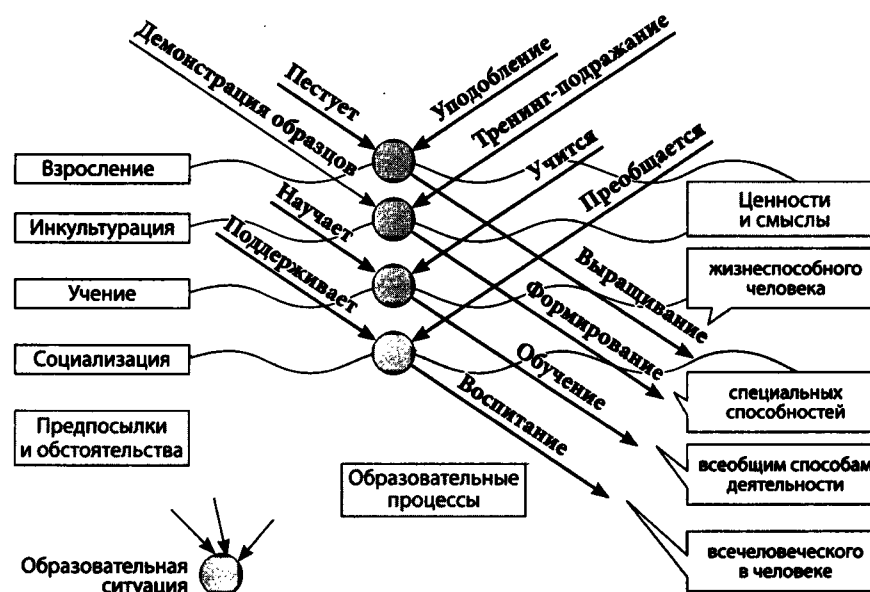 Демонстрация образцов
Пестует
Уподобление
Тренинг-подражание
Учится
Преобщается
Взросление
Инкультурация
Научает
Поддерживает
Учение
Социализация
Предпосылки
и обстоятельства
Ценности
и смыслы
Выращивание
Формирование
Обучение
Воспитание
жизнеспособного
человека
специальных
способностей
всеобщим способам
деятельности
всечеловеческого
в человеке
Образовательные
процессы
Образовательная
ситуация